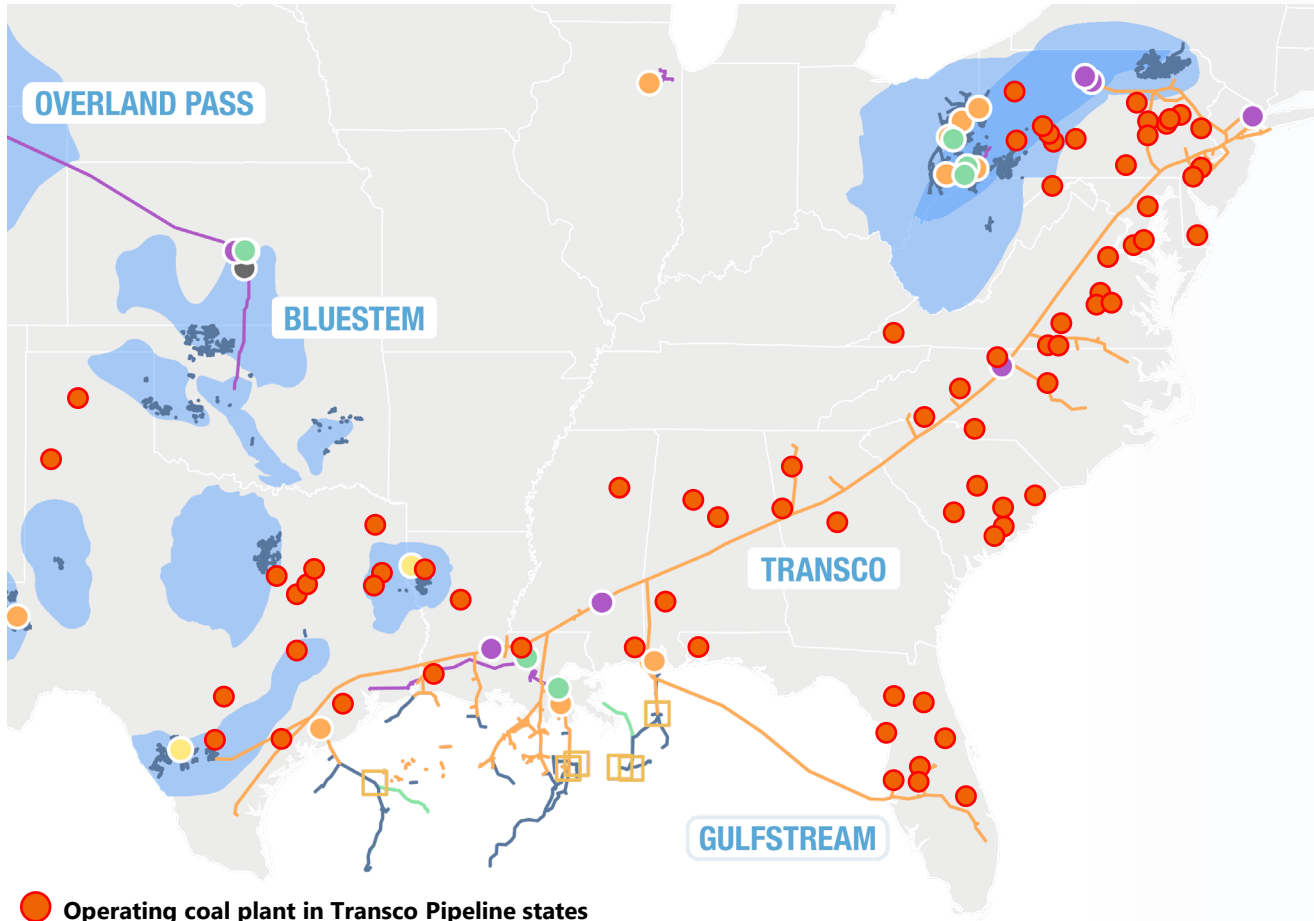 OVERLAND PASS
BLUESTEM
TRANSCO
GULFSTREAM
Operating coal plant in Transco Pipeline states